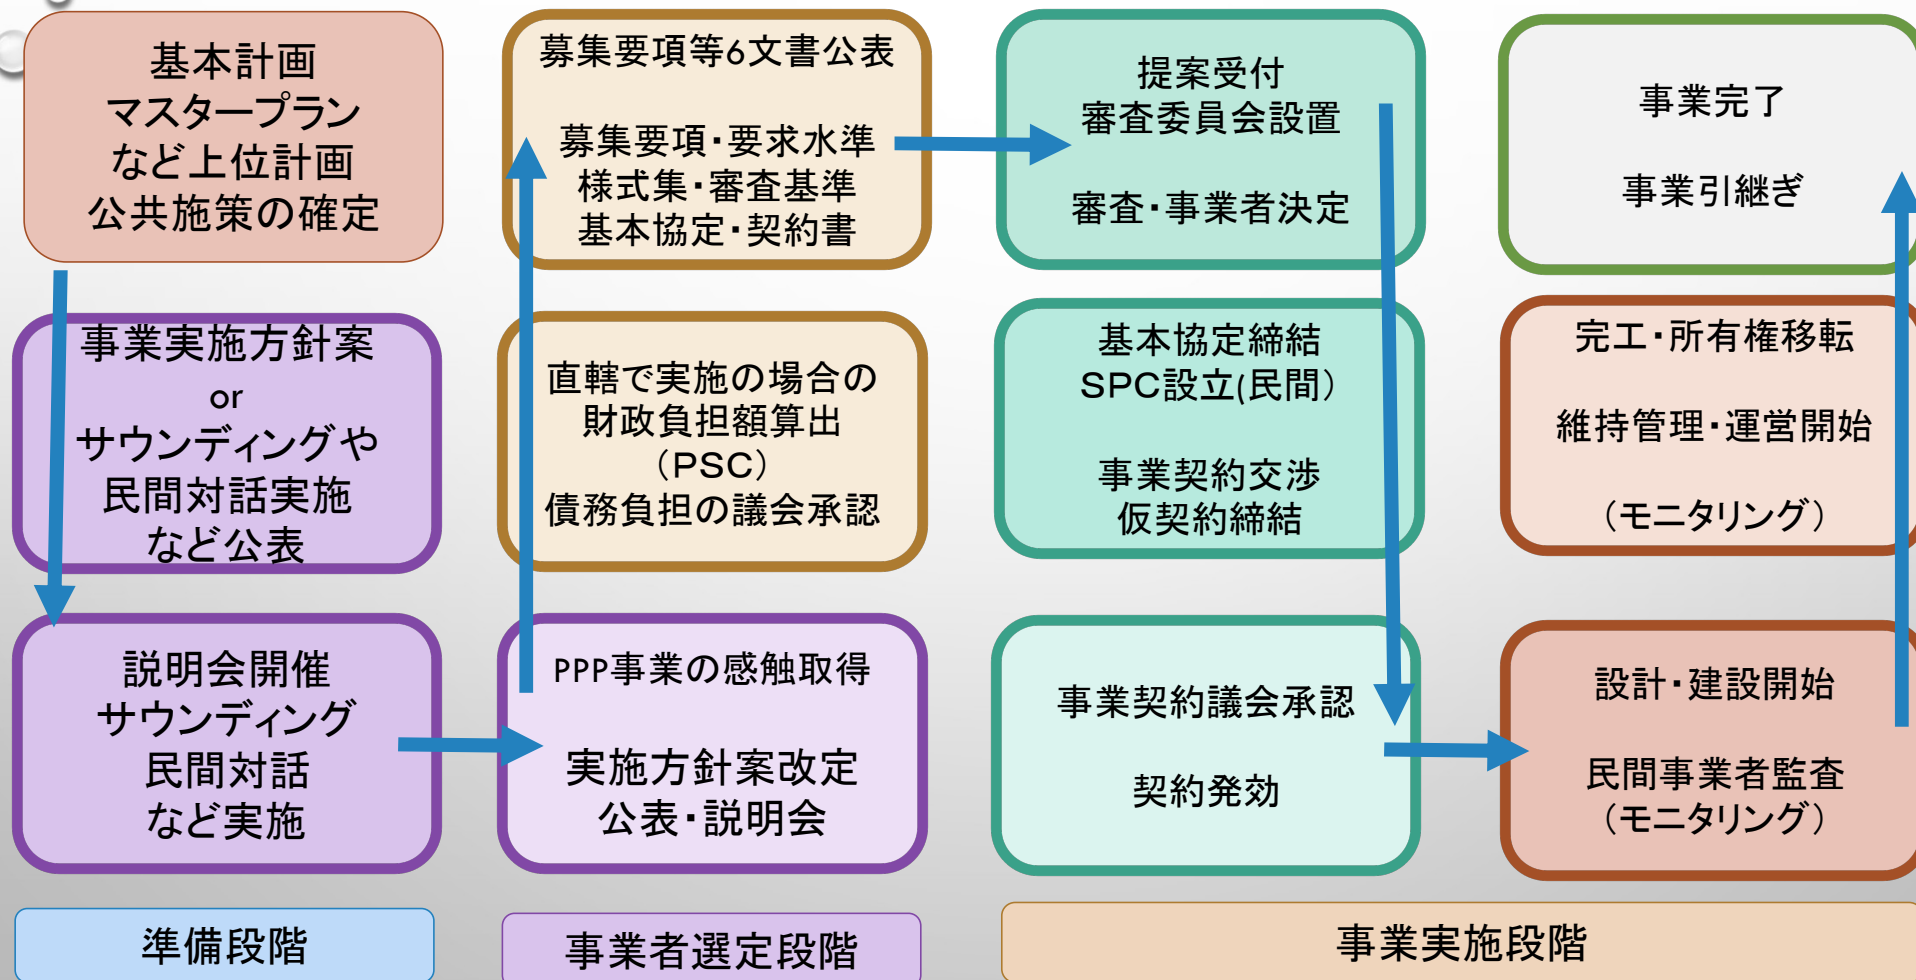 基本計画
マスタープラン
など上位計画
公共施策の確定
事業実施方針案
or
サウンディングや
民間対話実施
など公表
説明会開催
サウンディング
民間対話
など実施
準備段階
募集要項等6文書公表
募集要項・要求水準
様式集・審査基準
基本協定・契約書
直轄で実施の場合の
財政負担額算出
（PSC）
債務負担の議会承認
PPP事業の感触取得
実施方針案改定
公表・説明会
事業者選定段階
提案受付
審査委員会設置
審査・事業者決定
基本協定締結
SPC設立(民間）
事業契約交渉
仮契約締結
事業契約議会承認
契約発効
事業完了
事業引継ぎ
完工・所有権移転
維持管理・運営開始
（モニタリング）
設計・建設開始
民間事業者監査
（モニタリング）
事業実施段階